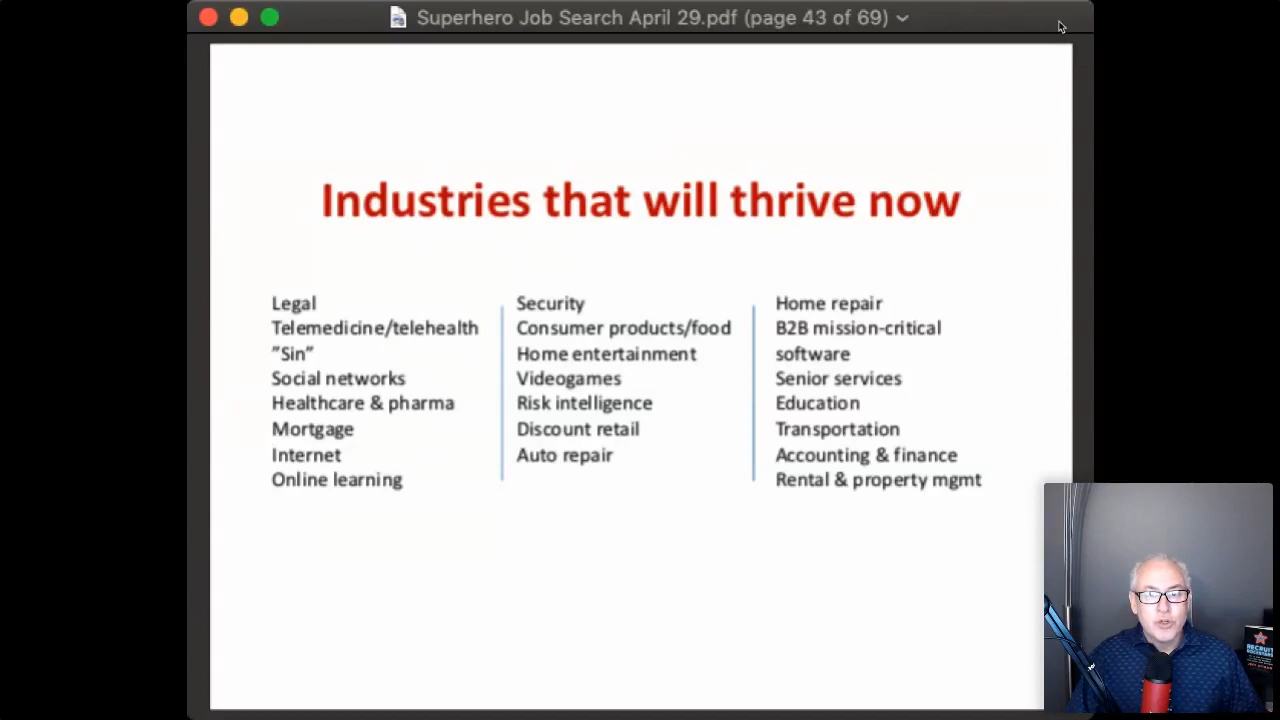 Superhero Job Search April 29.pdf (page 43 of 69)
Industries that will thrive now
Legal
Telemedicine/telehealth
”Sin”
Social networks
Healthcare & pharma
Mortgage
Internet
Online learning
Security
Consumer products/food
Home entertainment
Videogames
Risk intelligence
Discount retail
Auto repair
Home repair
B2B mission-critical
software
Senior services
Education
Transportation
Accounting & finance
Rental & property mgmt
RECRUIT
ROCKSTARS